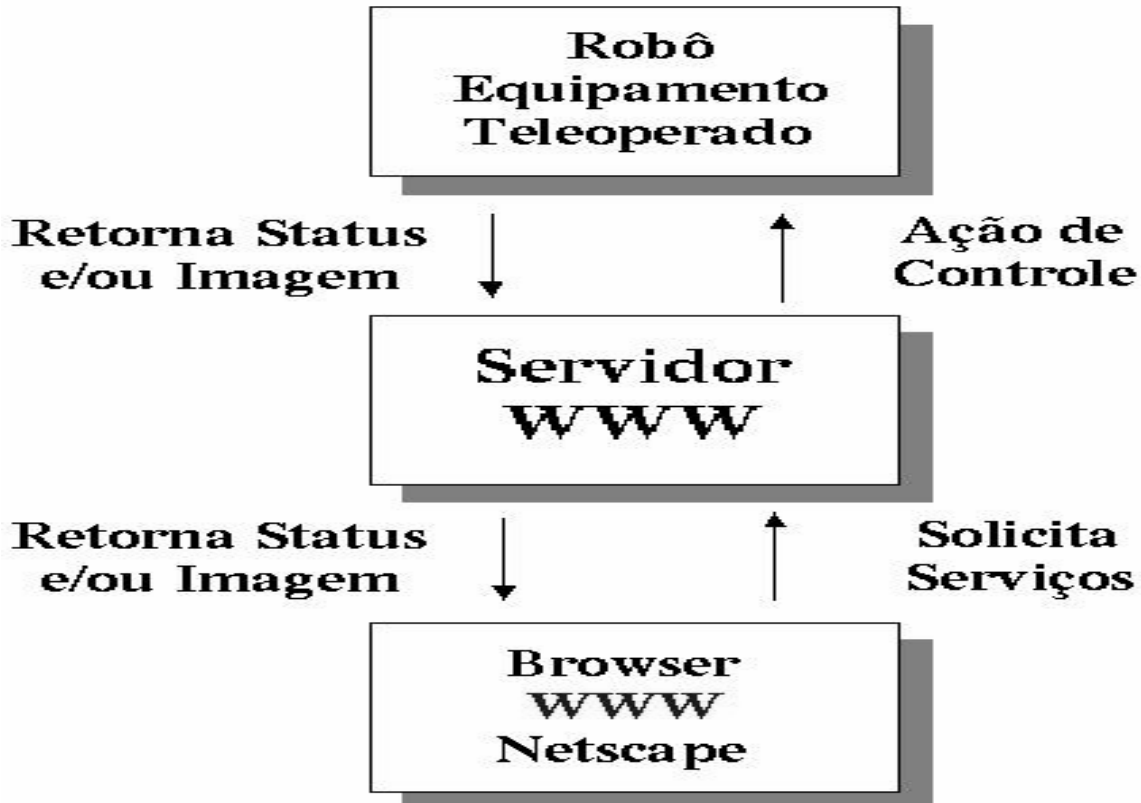 Robô
Equipamento
Teleoperado
Retorna Status
e/ou Imagem
Ação de
Controle
Servidor
WWW
Retorna Status
e/ou Imagem
Solicita
Serviços
Browser
WWW
Netscape